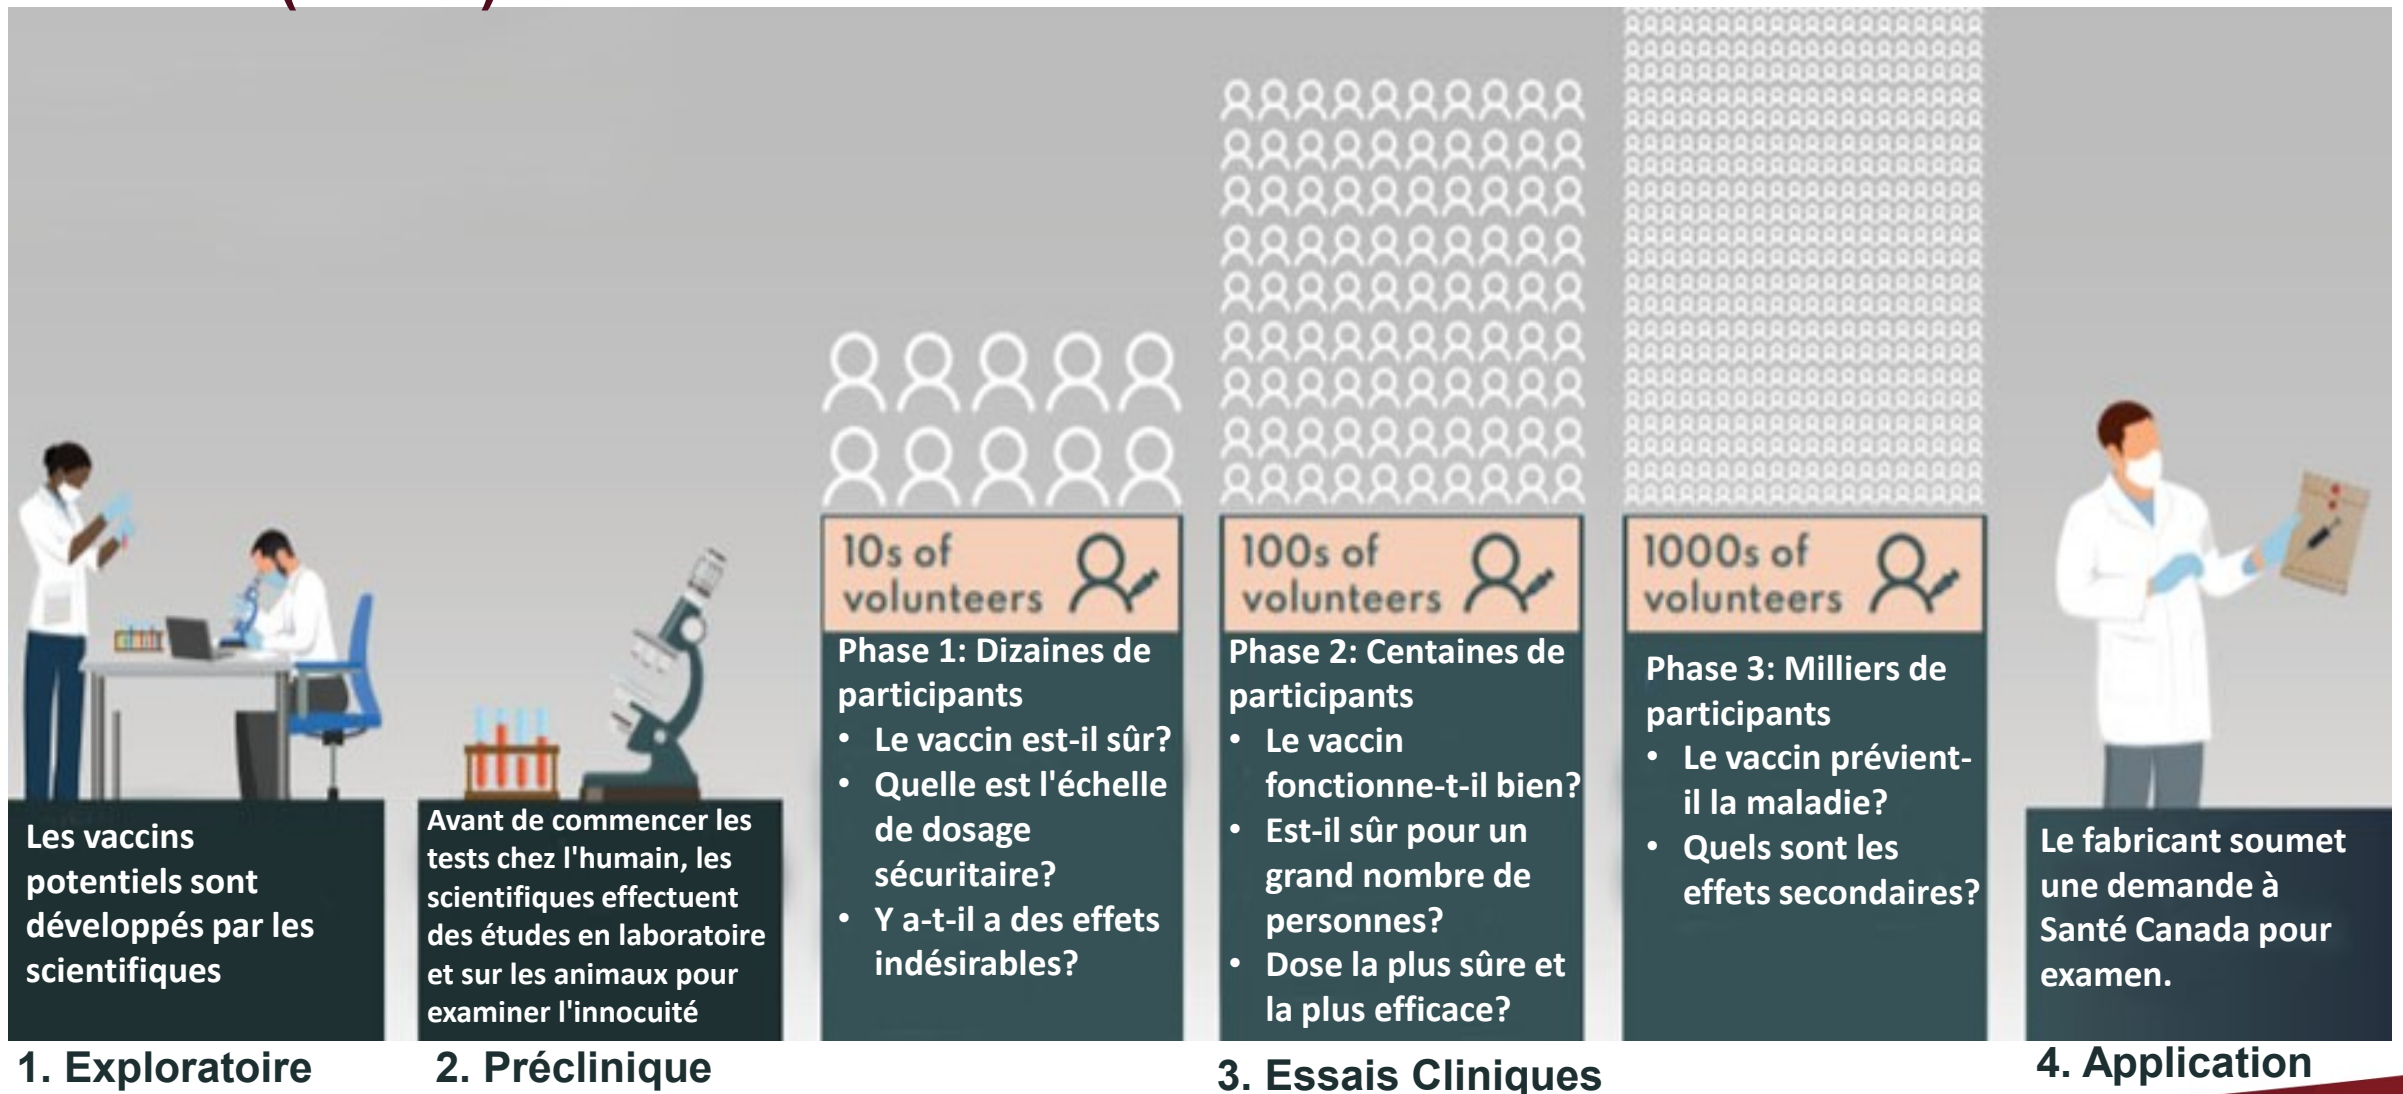 Les vaccins
potentiels sont
développés par les
scientifiques
1. Exploratoire
Avant de commencer les
tests chez l'humain, les
scientifiques effectuent
des études en laboratoire
et sur les animaux pour
examiner l'innocuité
2. Préclinique
10s of
volunteers
Phase 1: Dizaines de
participants
• Le vaccin est-il sûr?
• Quelle est l'échelle
de dosage
sécuritaire?
• Y a-t-il a des effets
indésirables?
100s of
volunteers
Phase 2: Centaines de
participants
• Le vaccin
fonctionne-t-il bien?
• Est-il sûr pour un
grand nombre de
personnes?
• Dose la plus sûre et
la plus efficace?
1000s of
volunteers
Phase 3: Milliers de
participants
• Le vaccin prévient-
il la maladie?
• Quels sont les
effets secondaires?
3. Essais Cliniques
Le fabricant soumet
une demande à
Santé Canada pour
examen.
4. Application